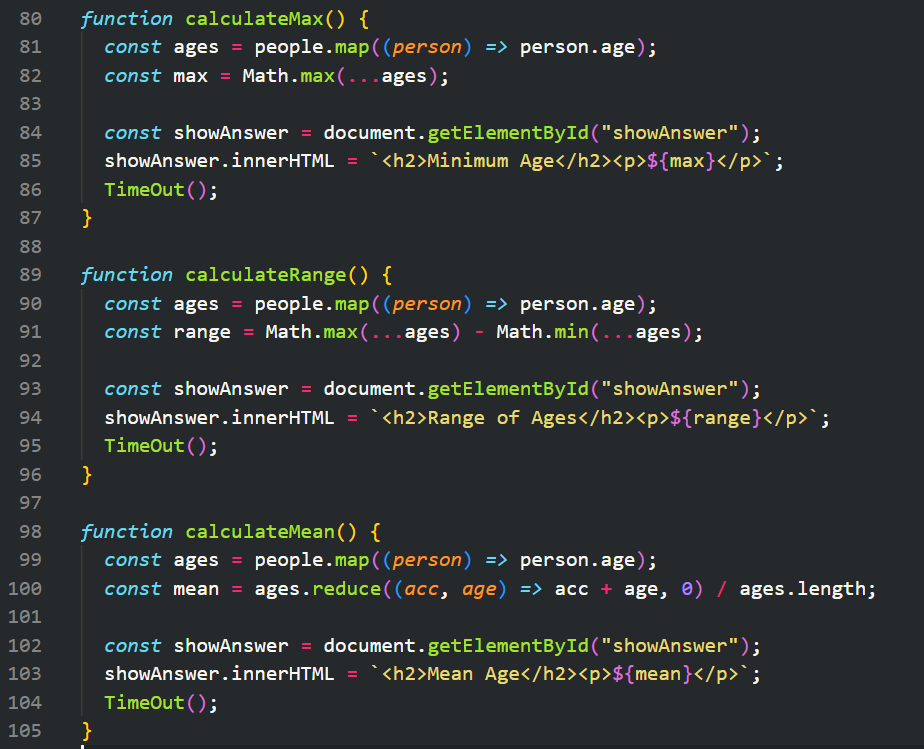 80 function calculateMax() {
81 const ages = people.map((person) => person.age);
82 const max = Math.max(...ages);
83
84 const showAnswer = document.getElementById("showAnswer");
85 showAnswer.innerHTML = `<h2>Minimum Age</h2><p>${max}</p>`;
86 TimeOut();
87 }
88
89 function calculateRange() {
90 const ages = people.map((person) => person.age);
91 const range = Math.max(...ages) - Math.min(...ages);
92
93 const showAnswer = document.getElementById("showAnswer");
94 showAnswer.innerHTML = `<h2>Range of Ages</h2><p>${range}</p>`;
95 TimeOut();
96 }
97
98 function calculateMean() {
99 const ages = people.map((person) => person.age);
100 const mean = ages.reduce((acc, age) => acc + age, 0) / ages.length;
101
102 const showAnswer = document.getElementById("showAnswer");
103 showAnswer.innerHTML = `<h2>Mean Age</h2><p>${mean}</p>`;
104 TimeOut();
105 }